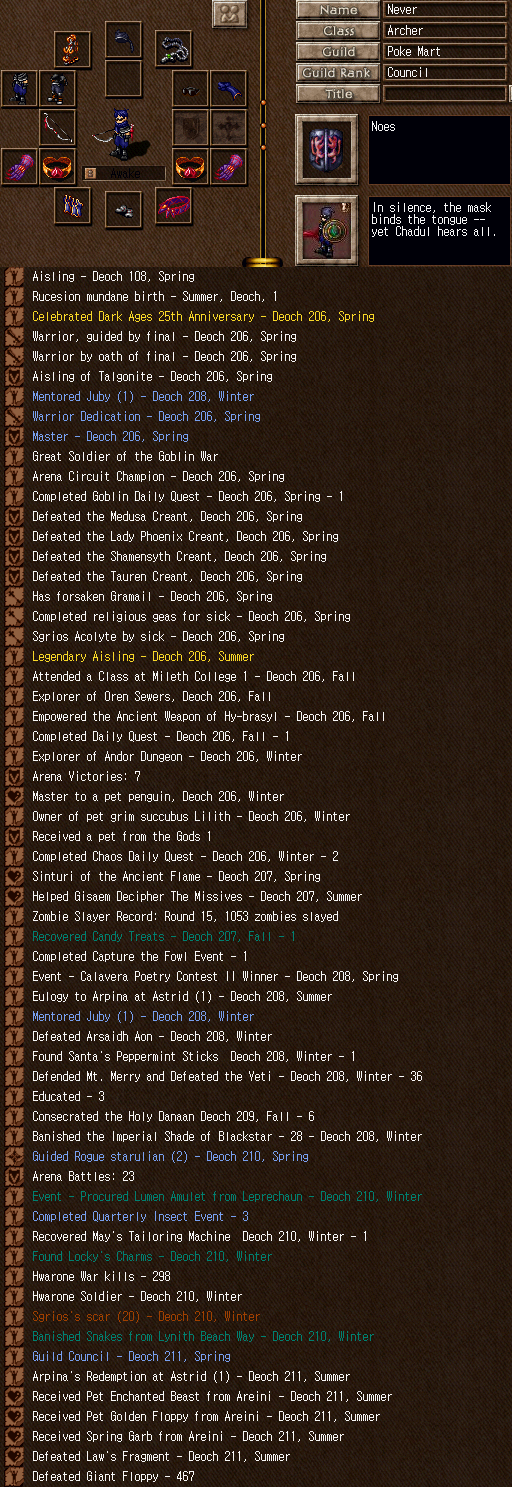 Name
Never
Class
Archer
Guild
Poke Mart
Guild Rank
Council
Title
Awake
Noes
In silence, the mask
binds the tongue --
yet Chadul hears all.
Aisling - Deoch 108, Spring
Rucesion mundane birth - Summer, Deoch, 1
Celebrated Dark Ages 25th Anniversary - Deoch 206, Spring
Warrior, guided by final - Deoch 206, Spring
Warrior by oath of final - Deoch 206, Spring
Aisling of Talgonite - Deoch 206, Spring
Mentored Juby (1) - Deoch 208, Winter
Warrior Dedication - Deoch 206, Spring
Master - Deoch 206, Spring
Great Soldier of the Goblin War
Arena Circuit Champion - Deoch 206, Spring
Completed Goblin Daily Quest - Deoch 206, Spring - 1
Defeated the Medusa Creant, Deoch 206, Spring
Defeated the Lady Phoenix Creant, Deoch 206, Spring
Defeated the Shamensyth Creant, Deoch 206, Spring
Defeated the Tauren Creant, Deoch 206, Spring
Has forsaken Gramail - Deoch 206, Spring
Completed religious geas for sick - Deoch 206, Spring
Sgrios Acolyte by sick - Deoch 206, Spring
Legendary Aisling - Deoch 206, Summer
Attended a Class at Mileth College 1 - Deoch 206, Fall
Explorer of Oren Sewers, Deoch 206, Fall
Empowered the Ancient Weapon of Hy-brasyl - Deoch 206, Fall
Completed Daily Quest - Deoch 206, Fall - 1
Explorer of Andor Dungeon - Deoch 206, Winter
Arena Victories: 7
Master to a pet penguin, Deoch 206, Winter
Owner of pet grim succubus Lilith - Deoch 206, Winter
Received a pet from the Gods 1
Completed Chaos Daily Quest - Deoch 206, Winter - 2
Sinturi of the Ancient Flame - Deoch 207, Spring
Helped Gisaem Decipher The Missives - Deoch 207, Summer
Zombie Slayer Record: Round 15, 1053 zombies slayed
Recovered Candy Treats - Deoch 207, Fall - 1
Completed Capture the Fowl Event - 1
Event - Calavera Poetry Contest II Winner - Deoch 208, Spring
Eulogy to Arpina at Astrid (1) - Deoch 208, Summer
Mentored Juby (1) - Deoch 208, Winter
Defeated Arsaidh Aon - Deoch 208, Winter
Found Santa's Peppermint Sticks  Deoch 208, Winter - 1
Defended Mt. Merry and Defeated the Yeti - Deoch 208, Winter - 36
Educated - 3
Consecrated the Holy Danaan Deoch 209, Fall - 6
Banished the Imperial Shade of Blackstar - 28 - Deoch 208, Winter
Guided Rogue starulian (2) - Deoch 210, Spring
Arena Battles: 23
Event - Procured Lumen Amulet from Leprechaun - Deoch 210, Winter
Completed Quarterly Insect Event - 3
Recovered May's Tailoring Machine  Deoch 210, Winter - 1
Found Locky's Charms - Deoch 210, Winter
Hwarone War kills - 298
Hwarone Soldier - Deoch 210, Winter
Sgrios's scar (20) - Deoch 210, Winter
Banished Snakes from Lynith Beach Way - Deoch 210, Winter
Guild Council - Deoch 211, Spring
Arpina's Redemption at Astrid (1) - Deoch 211, Summer
Received Pet Enchanted Beast from Areini - Deoch 211, Summer
Received Pet Golden Floppy from Areini - Deoch 211, Summer
Received Spring Garb from Areini - Deoch 211, Summer
Defeated Law's Fragment - Deoch 211, Summer
Defeated Giant Floppy - 467